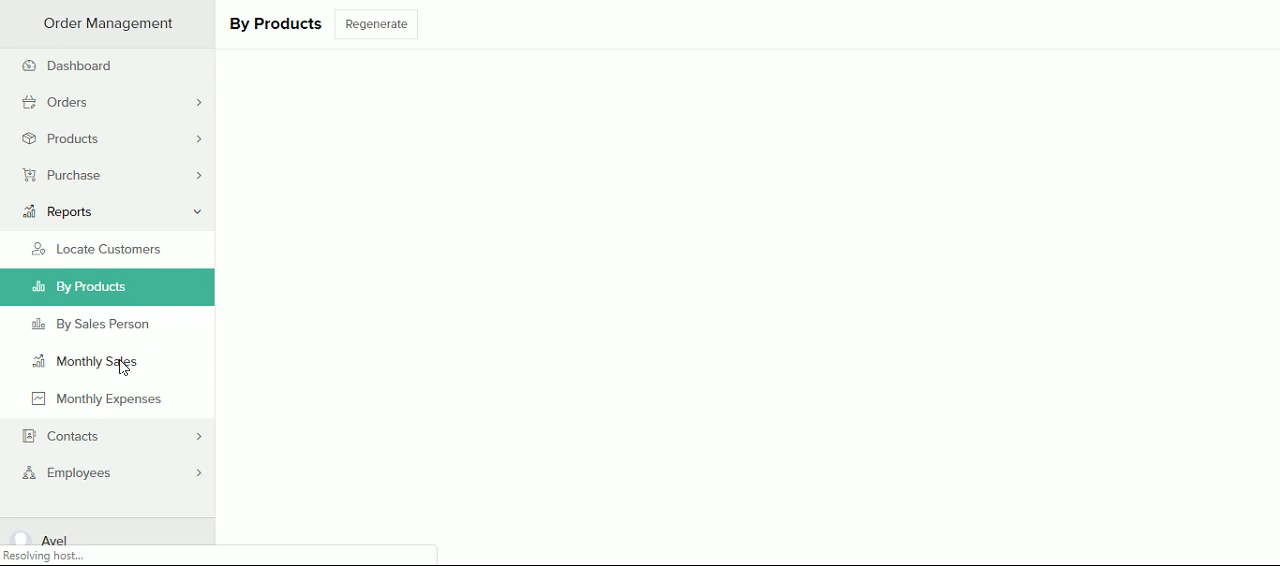 Order Management
By Products
Regenerate
Dashboard
Orders
Products
Purchase
Reports
Locate Customers
By Products
By Sales Person
Monthly Sales
Monthly Expenses
Contacts
Employees
Avel
Resolving host...